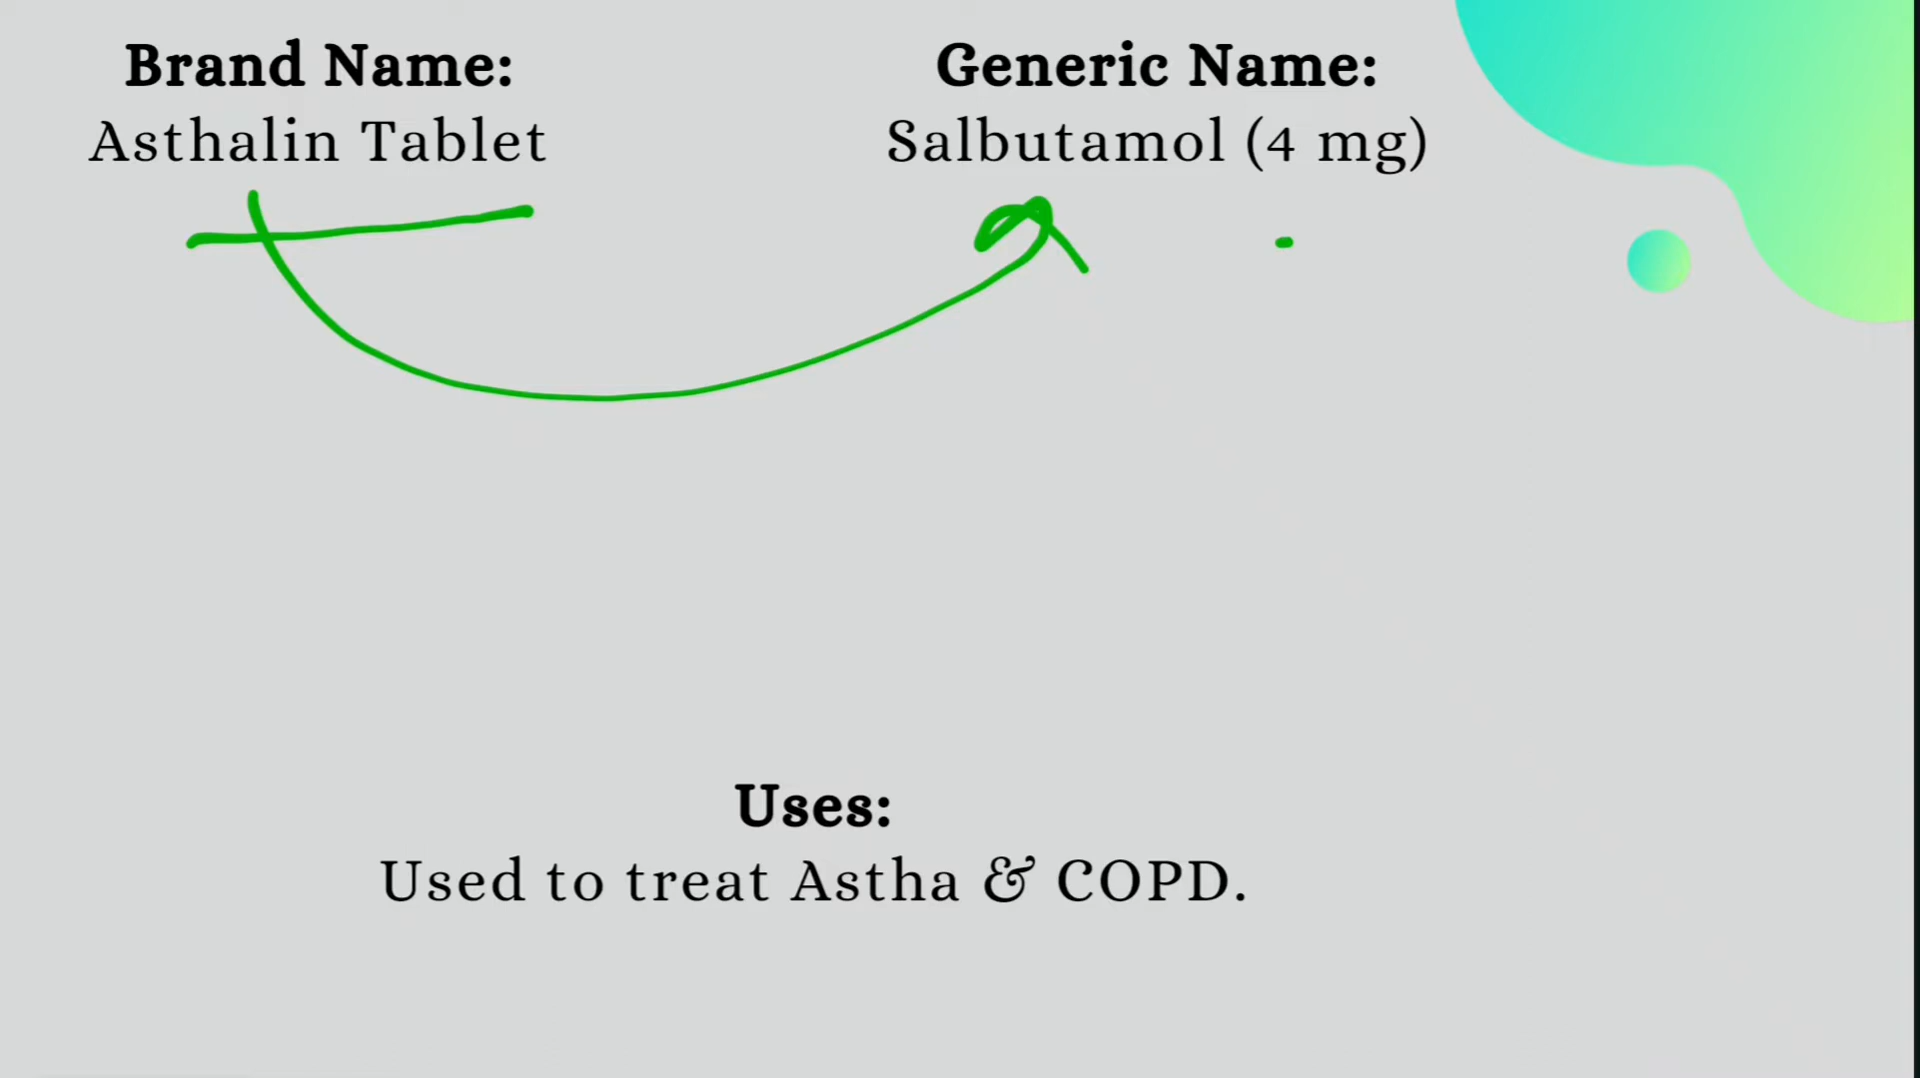 Brand Name:
Asthalin Tablet
Generic Name:
Salbutamol (4 mg)
Uses:
Used to treat Astha & COPD.